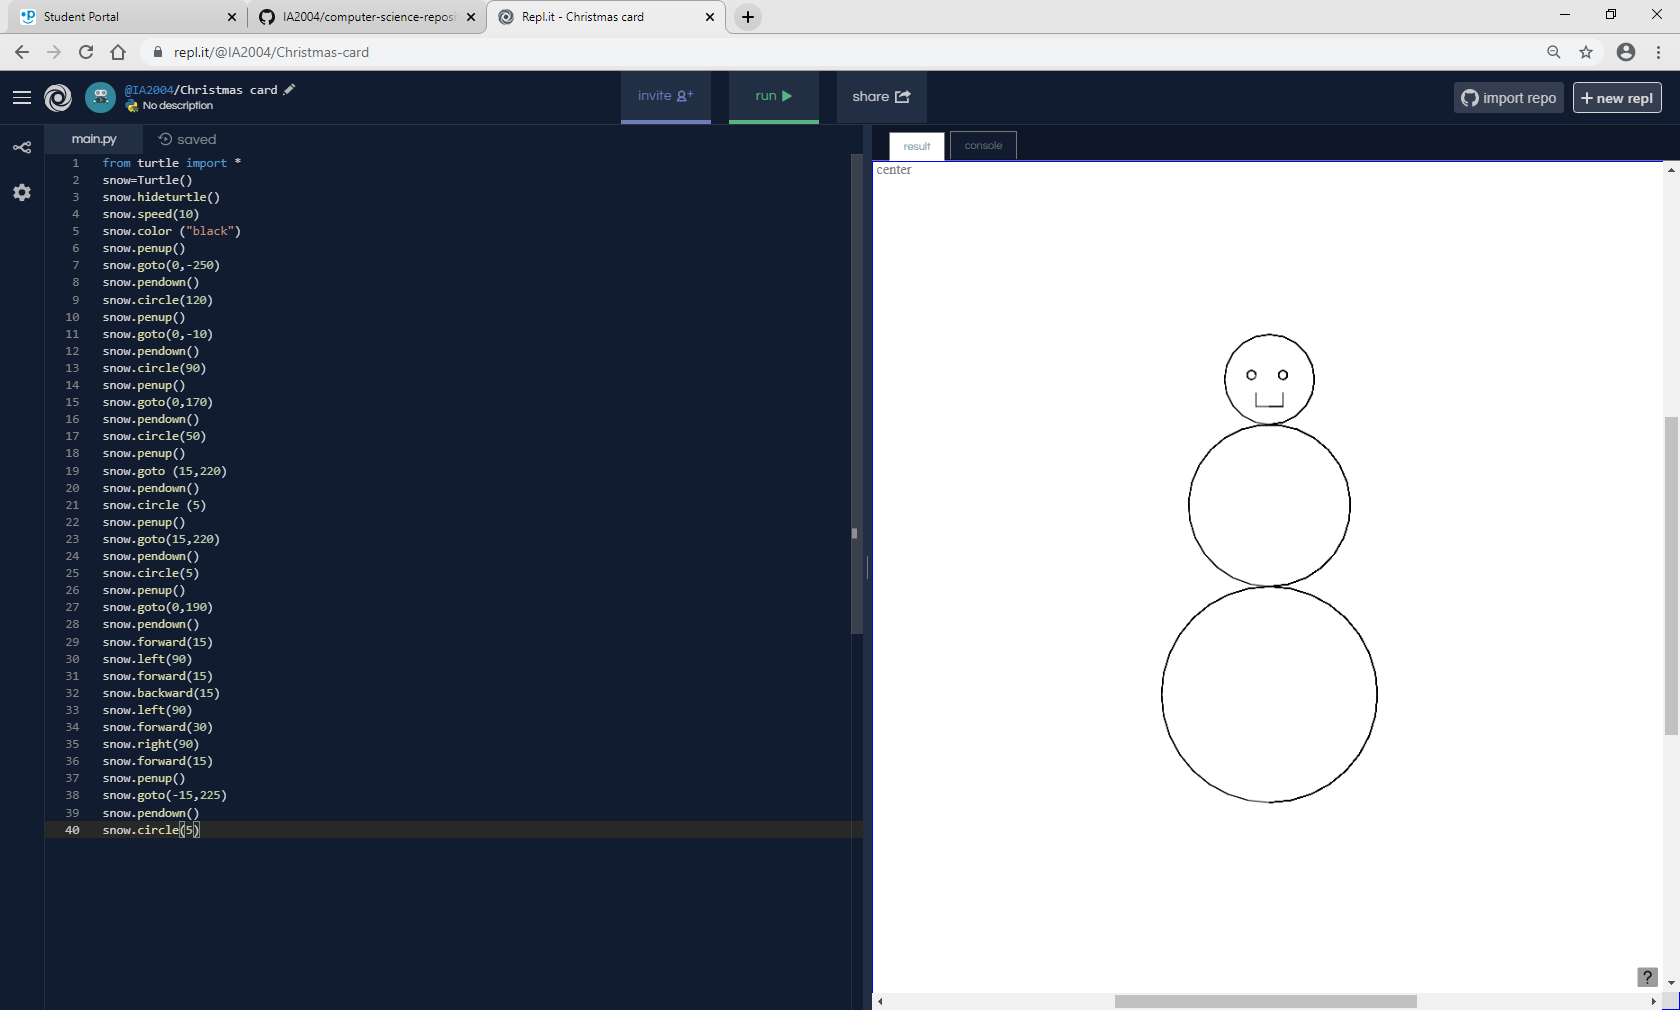 Student Portal
IA2004/computer-science-reposi
Repl.it - Christmas card
repl.it/@IA2004/Christmas-card
@IA2004/Christmas card
No description
invite
run
share
import repo
+ new repl
main.py
saved
result
console
1 from turtle import *
2 snow=Turtle()
3 snow.hideturtle()
4 snow.speed(10)
5 snow.color ("black")
6 snow.penup()
7 snow.goto(0,-250)
8 snow.pendown()
9 snow.circle(120)
10 snow.penup()
11 snow.goto(0,-10)
12 snow.pendown()
13 snow.circle(90)
14 snow.penup()
15 snow.goto(0,170)
16 snow.pendown()
17 snow.circle(50)
18 snow.penup()
19 snow.goto (15,220)
20 snow.pendown()
21 snow.circle (5)
22 snow.penup()
23 snow.goto(15,220)
24 snow.pendown()
25 snow.circle(5)
26 snow.penup()
27 snow.goto(0,190)
28 snow.pendown()
29 snow.forward(15)
30 snow.left(90)
31 snow.forward(15)
32 snow.backward(15)
33 snow.left(90)
34 snow.forward(30)
35 snow.right(90)
36 snow.forward(15)
37 snow.penup()
38 snow.goto(-15,225)
39 snow.pendown()
40 snow.circle(5)
center
?